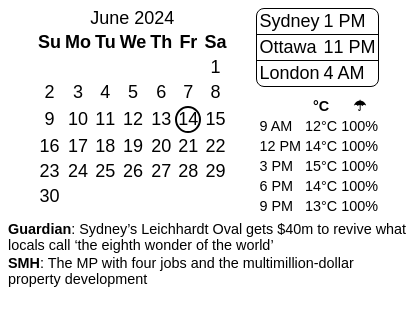 June 2024
Su Mo Tu We Th Fr Sa
1
2 3 4 5 6 7 8
9 10 11 12 13 14 15
16 17 18 19 20 21 22
23 24 25 26 27 28 29
30
Sydney 1 PM
Ottawa 11 PM
London 4 AM
°C ☂
9 AM 12°C 100%
12 PM 14°C 100%
3 PM 15°C 100%
6 PM 14°C 100%
9 PM 13°C 100%
Guardian: Sydney’s Leichhardt Oval gets $40m to revive what
locals call ‘the eighth wonder of the world’
SMH: The MP with four jobs and the multimillion-dollar
property development